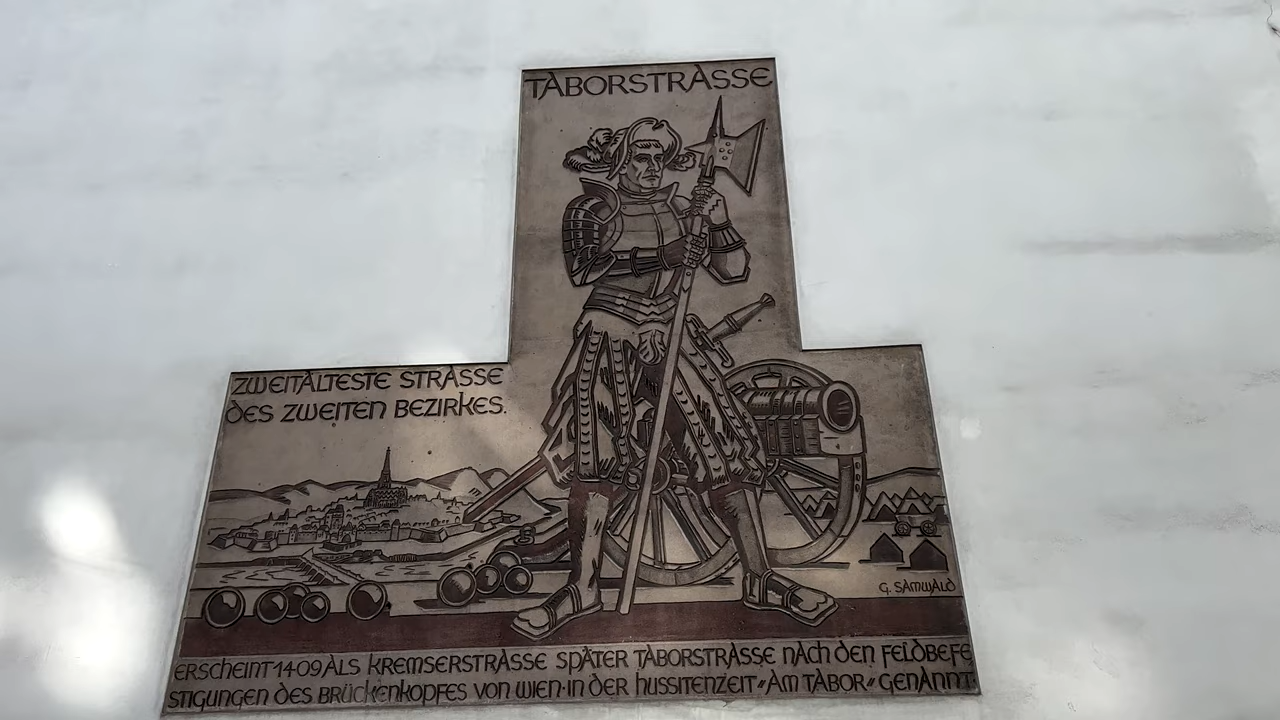 TABORSTRASSE
ZWEITÄLTESTE STRASSE
DES ZWEITEN BEZIRKES.
G. SAMWALD
ERSCHEINT 1409 ALS KREMSERSTRASSE SPÄTER TABORSTRASSE NACH DEN FELDBEFE
STIGUNGEN DES BRÜCKENKOPFES VON WIEN·IN DER HUSSITENZEIT "AM TABOR" GENANNT.